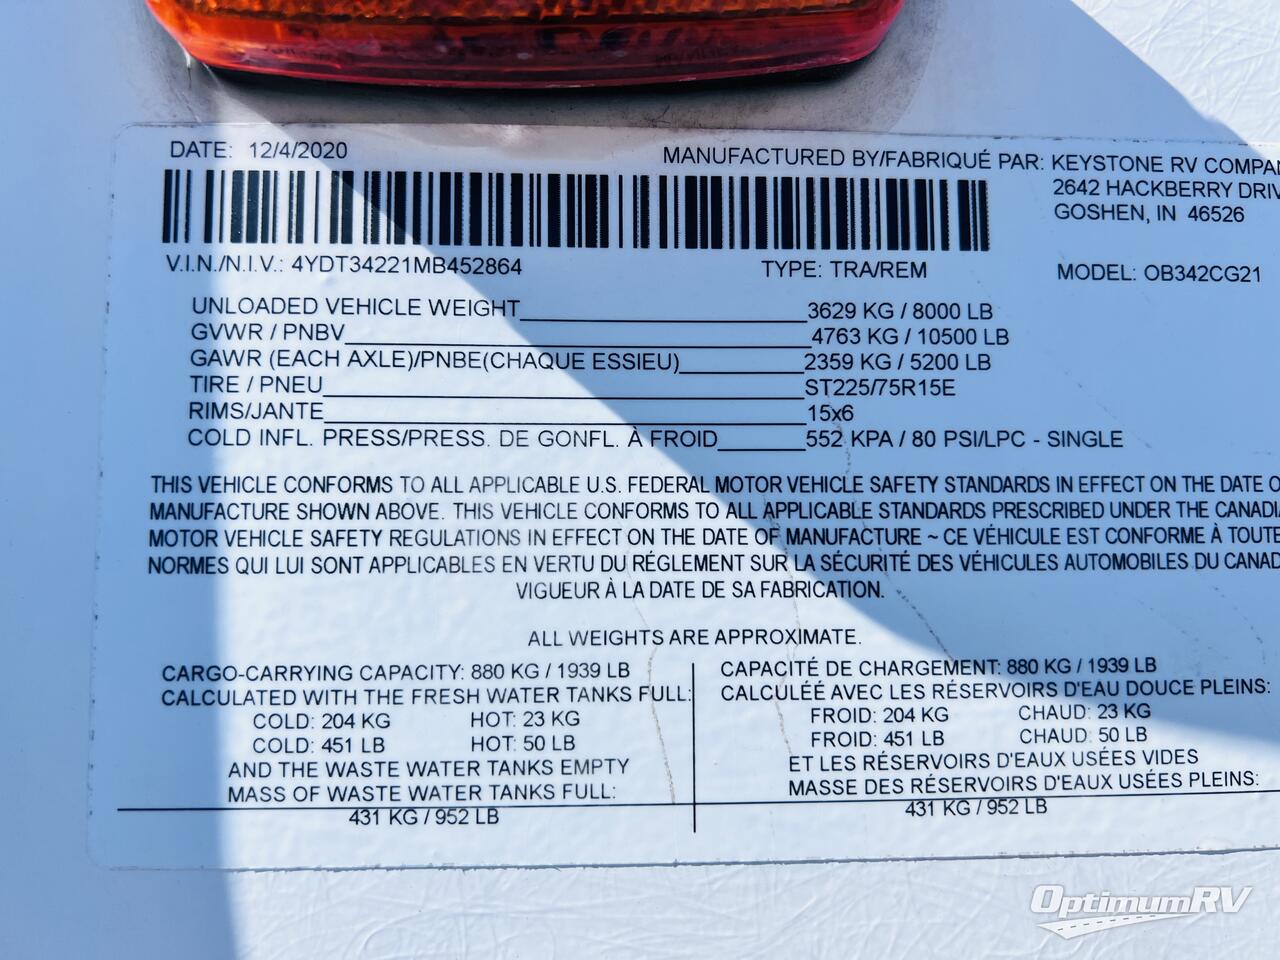 DATE: 12/4/2020
MANUFACTURED BY/FABRIQUÉ PAR: KEYSTONE RV
2642 HACKBERRY
GOSHEN, IN 46526
V.I.N./N.I.V.: 4YDT34221MB452864 TYPE: TRA/REM MODEL: OB342CG21
UNLOADED VEHICLE WEIGHT 3629 KG / 8000 LB
GVWR / PNBV 4763 KG / 10500 LB
GAWR (EACH AXLE)/PNBE(CHAQUE ESSIEU) 2359 KG / 5200 LB
TIRE / PNEU ST225/75R15E
RIMS/JANTE 15x6
COLD INFL. PRESS/PRESS. DE GONFL. À FROID 552 KPA / 80 PSI/LPC - SINGLE
THIS VEHICLE CONFORMS TO ALL APPLICABLE U.S. FEDERAL MOTOR VEHICLE SAFETY STANDARDS IN EFFECT ON THE DATE
MANUFACTURE SHOWN ABOVE. THIS VEHICLE CONFORMS TO ALL APPLICABLE STANDARDS PRESCRIBED UNDER THE
MOTOR VEHICLE SAFETY REGULATIONS IN EFFECT ON THE DATE OF MANUFACTURE ~ CE VÉHICULE EST CONFORME À TOUTE
NORMES QUI LUI SONT APPLICABLES EN VERTU DU RÉGLEMENT SUR LA SÉCURITÉ DES VÉHICULES AUTOMOBILES DU
VIGUEUR À LA DATE DE SA FABRICATION.
ALL WEIGHTS ARE APPROXIMATE.
CARGO-CARRYING CAPACITY: 880 KG / 1939 LB
CALCULATED WITH THE FRESH WATER TANKS FULL:
COLD: 204 KG HOT: 23 KG
COLD: 451 LB HOT: 50 LB
AND THE WASTE WATER TANKS EMPTY
MASS OF WASTE WATER TANKS FULL:
431 KG / 952 LB
CAPACITÉ DE CHARGEMENT: 880 KG / 1939 LB
CALCULÉE AVEC LES RÉSERVOIRS D'EAU DOUCE PLEINS:
FROID: 204 KG CHAUD: 23 KG
FROID: 451 LB CHAUD: 50 LB
ET LES RÉSERVOIRS D'EAUX USÉES VIDES
MASSE DES RÉSERVOIRS D'EAUX USÉES PLEINS:
431 KG / 952 LB
OptimumRV